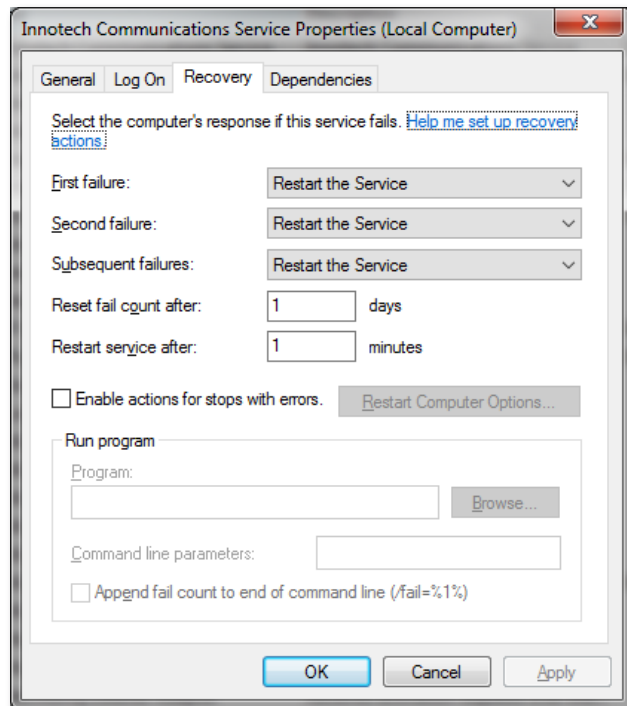 Innotech Communications Service Properties (Local Computer)
General Log On Recovery Dependencies
Select the computer's response if this service fails. Help me set up recovery
actions.
First failure: Restart the Service
Second failure: Restart the Service
Subsequent failures: Restart the Service
Reset fail count after: 1 days
Restart service after: 1 minutes
Enable actions for stops with errors. Restart Computer Options...
Run program
Program:
Browse...
Command line parameters:
Append fail count to end of command line (/fail=%1%)
OK Cancel Apply